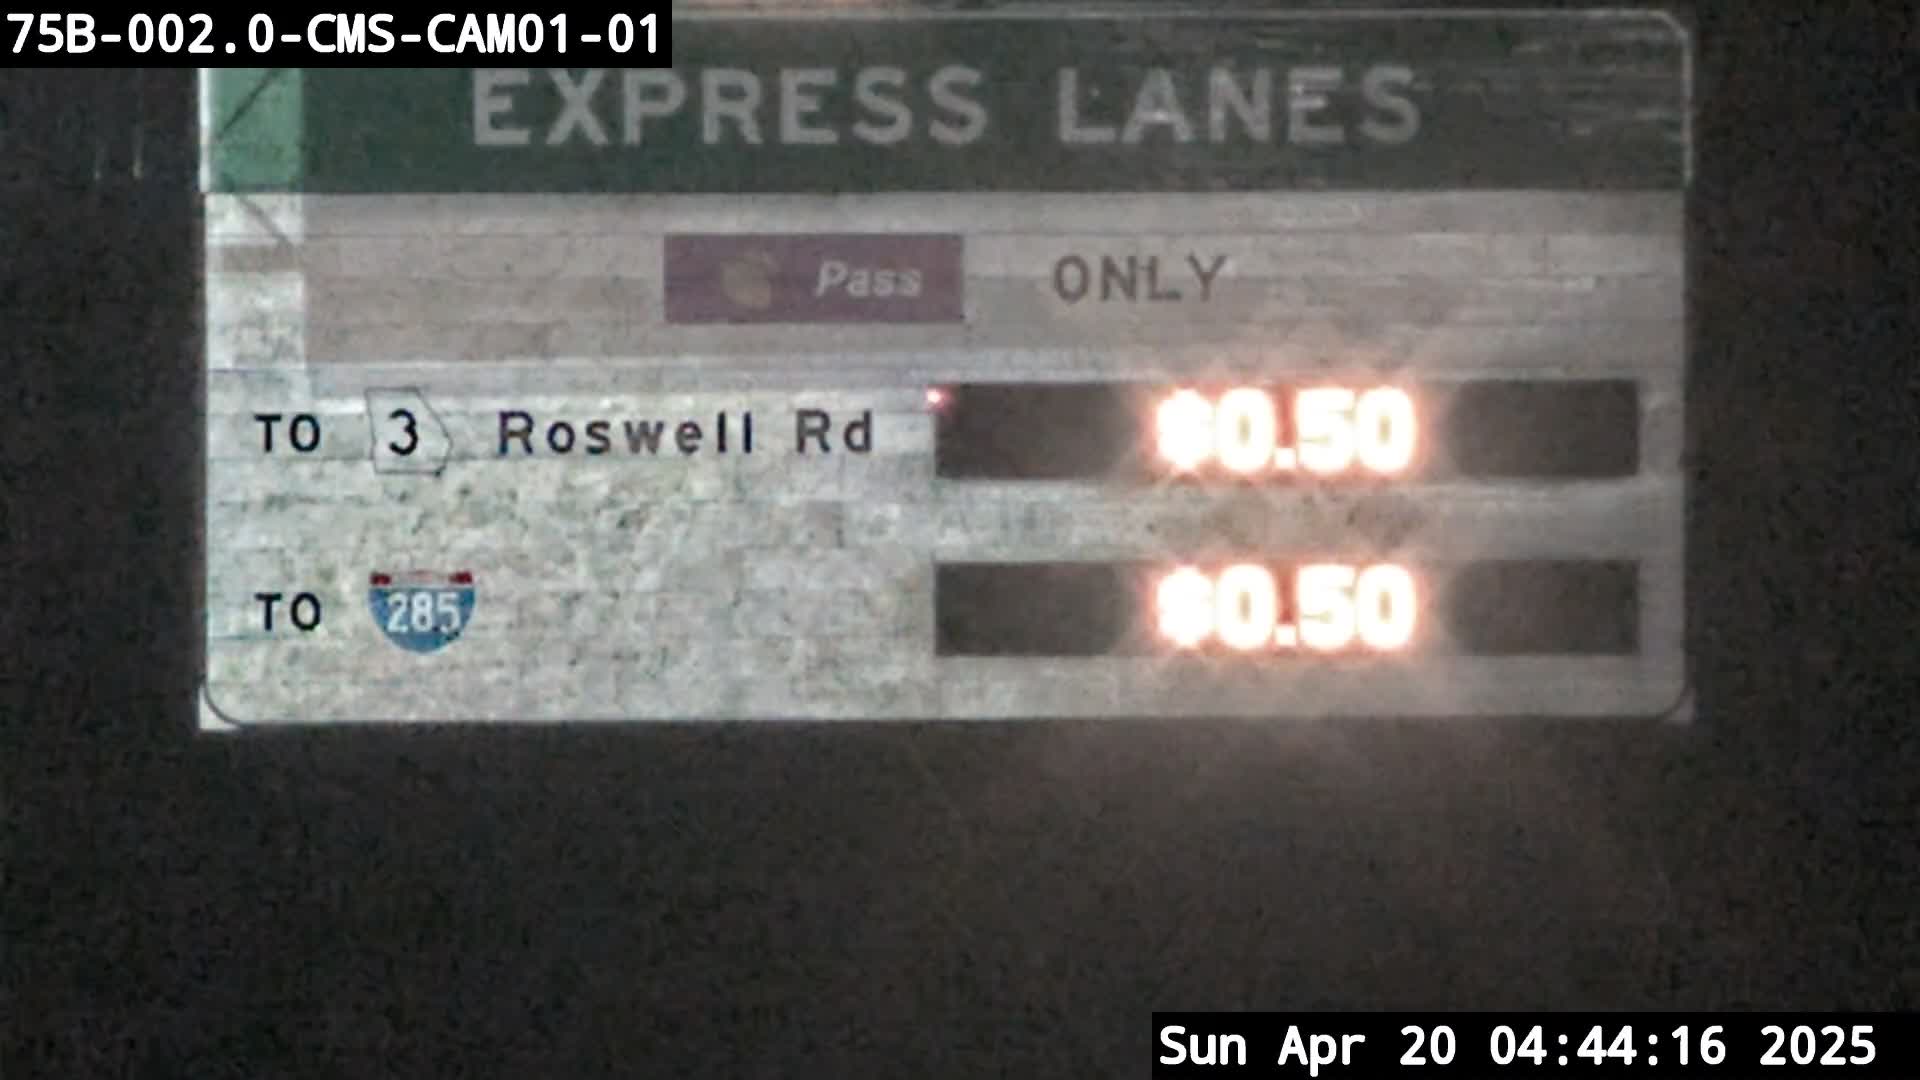 75B-002.0-CMS-CAM01-01
EXPRESS LANES
Pass ONLY
TO 3 Roswell Rd $0.50
TO 285 $0.50
Sun Apr 20 04:44:16 2025